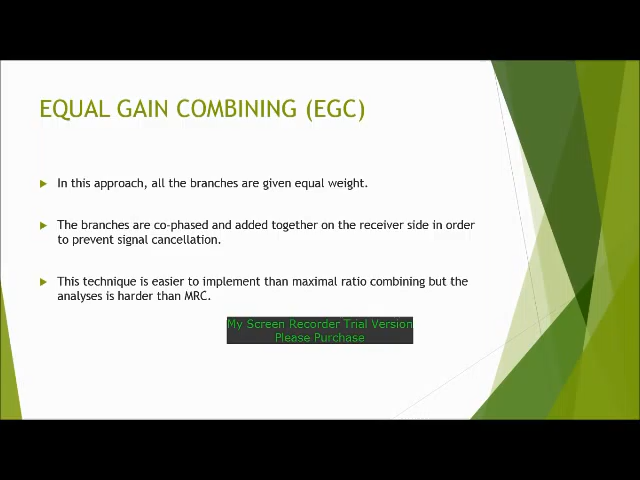 EQUAL GAIN COMBINING (EGC)
In this approach, all the branches are given equal weight.
The branches are co-phased and added together on the receiver side in order
to prevent signal cancellation.
This technique is easier to implement than maximal ratio combining but the
analyses is harder than MRC.
My Screen Recorder Trial Version
Please Purchase